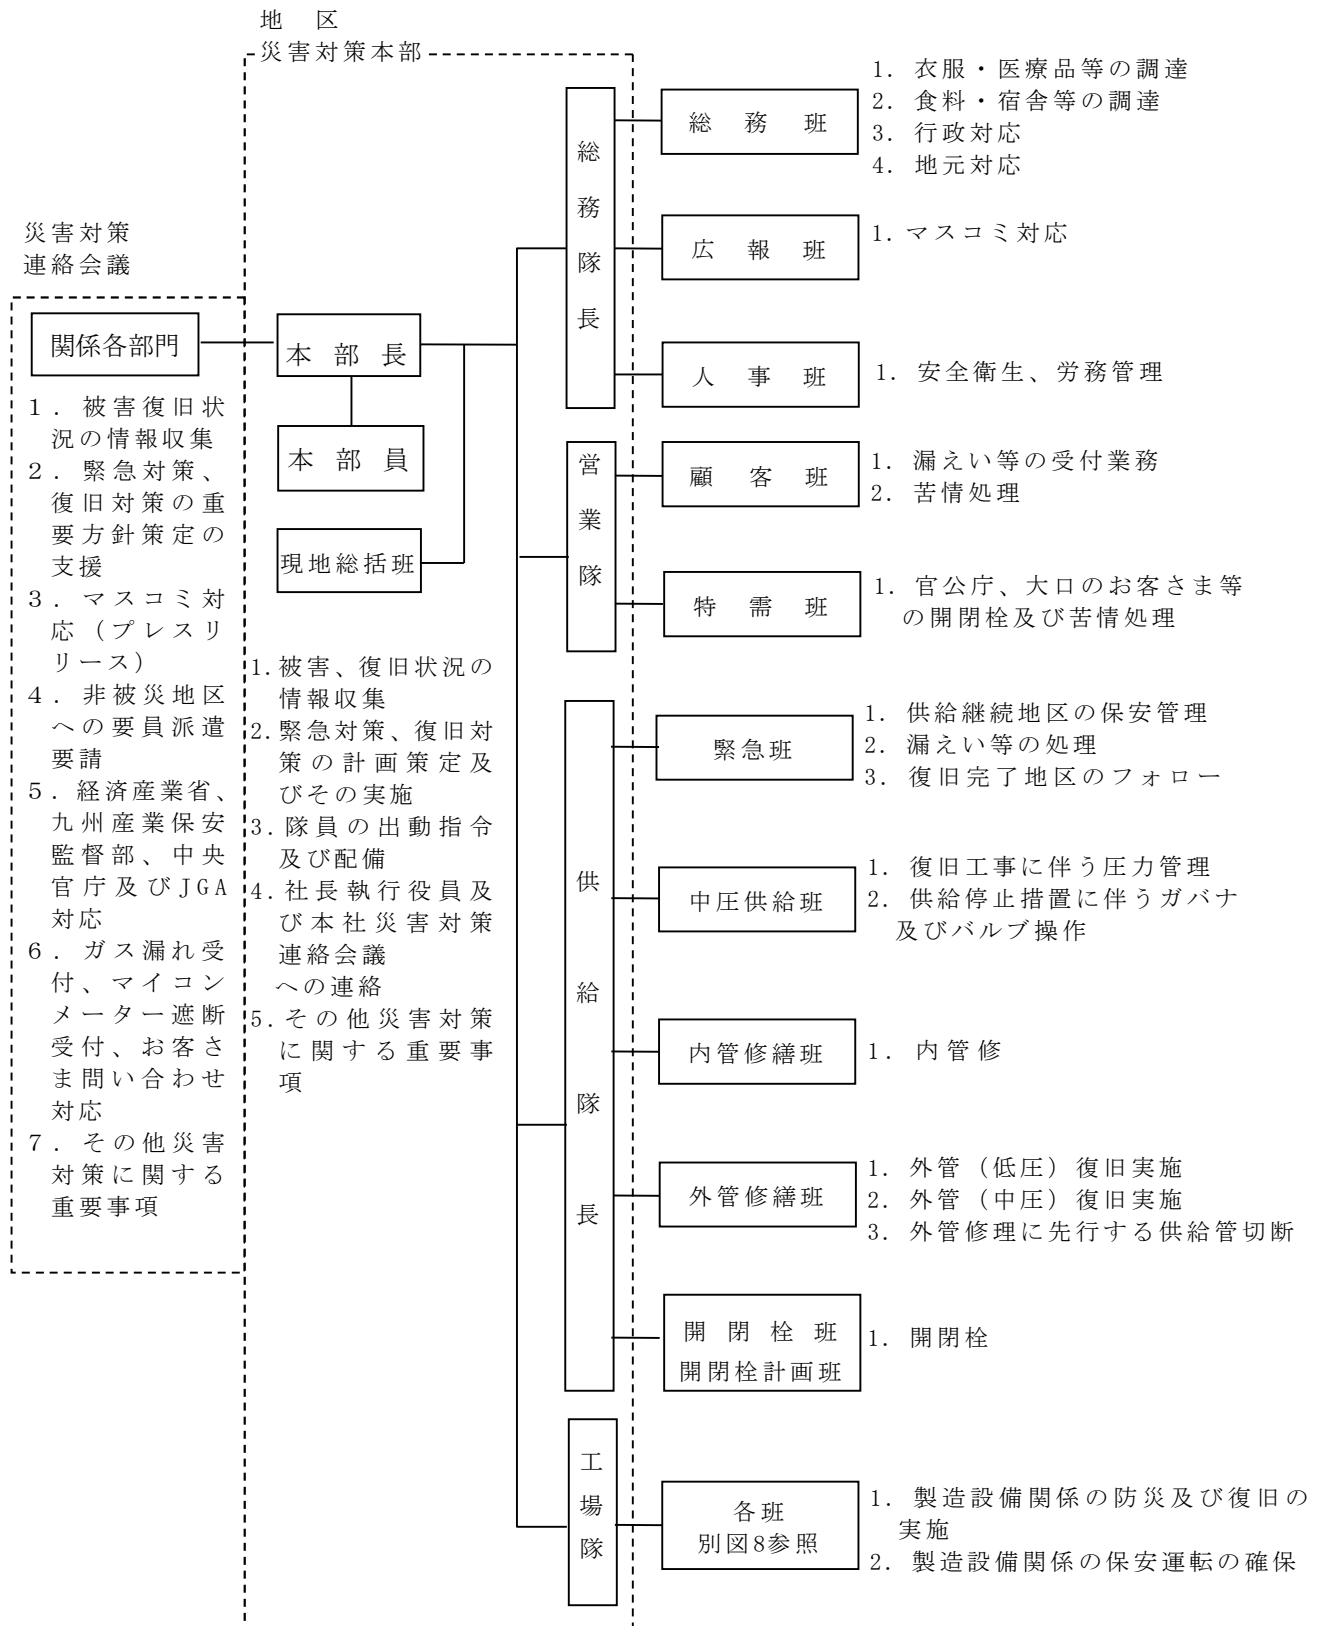 地　区
災害対策本部
災害対策
連絡会議
関係各部門
1．被害復旧状
況の情報収集
2．緊急対策、
復旧対策の重
要方針策定の
支援
3．マスコミ対
応（プレスリ
リース）
4．非被災地区
への要員派遣
要請
5．経済産業省、
九州産業保安
監督部、中央
官庁及びJGA
対応
6．ガス漏れ受
付、マイコン
メーター遮断
受付、お客さ
ま問い合わせ
対応
7．その他災害
対策に関する
重要事項
本部長
本部員
現地総括班
1.被害、復旧状況の
情報収集
2.緊急対策、復旧対
策の計画策定及
びその実施
3.隊員の出動指令
及び配備
4.社長執行役員及
び本社災害対策
連絡会議
への連絡
5.その他災害対策
に関する重要事
項
総務隊長
総務班
1. 衣服・医療品等の調達
2. 食料・宿舎等の調達
3. 行政対応
4. 地元対応
広報班
1.マスコミ対応
人事班
1. 安全衛生、労務管理
営業隊
顧客班
1. 漏えい等の受付業務
2. 苦情処理
特需班
1. 官公庁、大口のお客さま等
の開閉栓及び苦情処理
供給隊長
緊急班
1. 供給継続地区の保安管理
2. 漏えい等の処理
3. 復旧完了地区のフォロー
中圧供給班
1. 復旧工事に伴う圧力管理
2. 供給停止措置に伴うガバナ
及びバルブ操作
内管修繕班
1. 内管修
外管修繕班
1. 外管（低圧）復旧実施
2. 外管（中圧）復旧実施
3. 外管修理に先行する供給管切断
開閉栓班
開閉栓計画班
1. 開閉栓
工場隊
各班
別図8参照
1. 製造設備関係の防災及び復旧の
実施
2. 製造設備関係の保安運転の確保